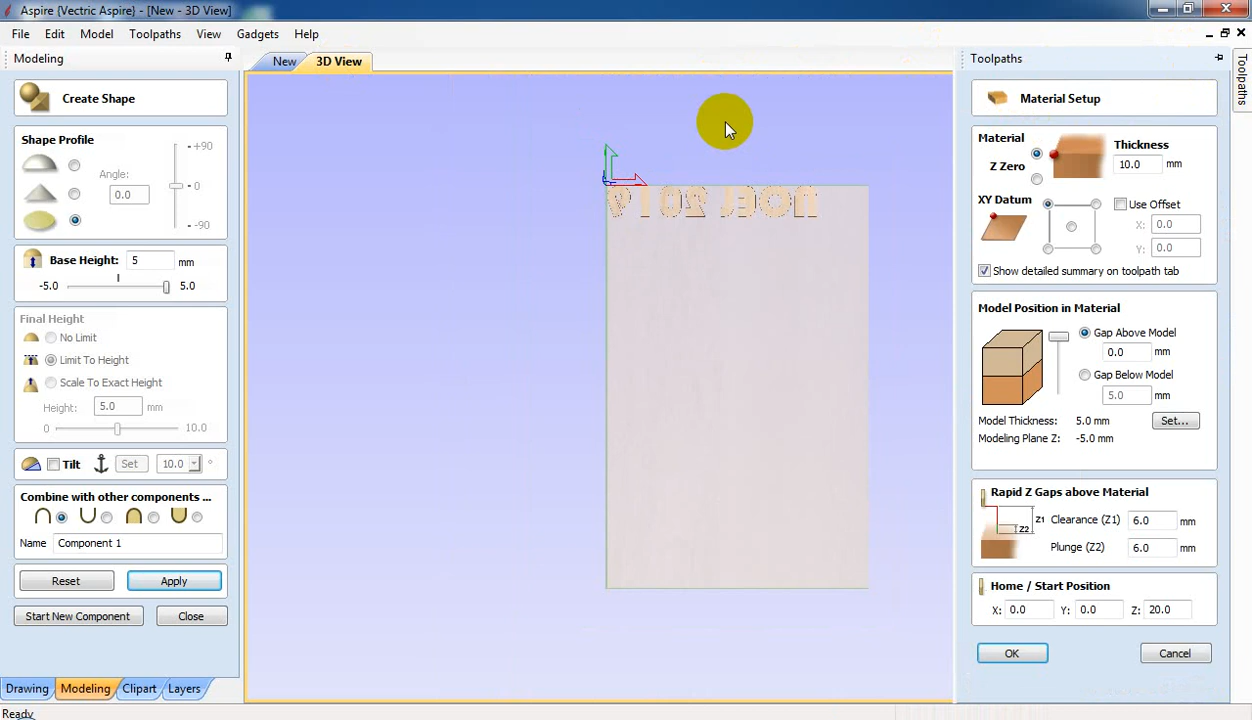 Aspire {Vectric Aspire} - [New - 3D View]
File Edit Model Toolpaths View Gadgets Help
Modeling
Create Shape
Shape Profile
Angle:
0.0
+90
0
-90
Base Height: 5 mm
-5.0 5.0
Final Height
No Limit
Limit To Height
Scale To Exact Height
Height: 5.0 mm
0 10.0
Tilt Set 10.0 °
Combine with other components ...
Name Component 1
Reset Apply
Start New Component Close
Drawing Modeling Clipart Layers
Ready
New 3D View
NOEL 2019
Toolpaths
Material Setup
Material
Z Zero
Thickness
10.0 mm
XY Datum
Use Offset
X: 0.0
Y: 0.0
Show detailed summary on toolpath tab
Model Position in Material
Gap Above Model
0.0 mm
Gap Below Model
5.0 mm
Model Thickness: 5.0 mm Set...
Modeling Plane Z: -5.0 mm
Rapid Z Gaps above Material
Z1
Z2
Clearance (Z1) 6.0 mm
Plunge (Z2) 6.0 mm
Home / Start Position
X: 0.0 Y: 0.0 Z: 20.0
OK Cancel
Toolpaths